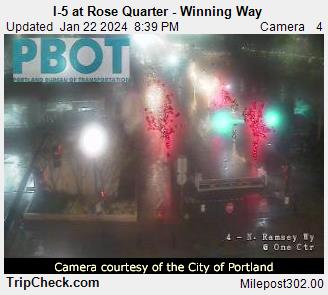 I-5 at Rose Quarter - Winning Way
Updated Jan 22 2024 8:39 PM Camera 4
PBOT
PORTLAND BUREAU OF TRANSPORTATION
4 - N. Ramsey Wy
@ One Ctr
Camera courtesy of the City of Portland
TripCheck.com Milepost302.00